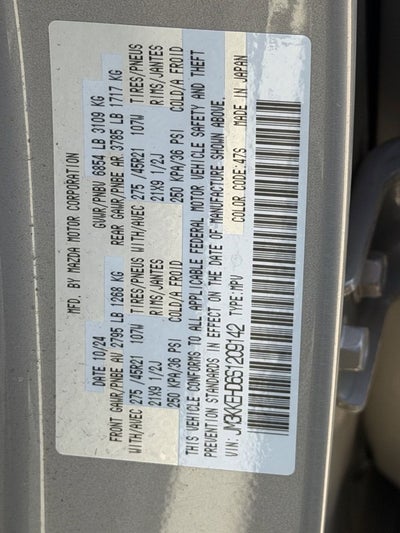 MFD. BY MAZDA MOTOR CORPORATION
DATE 10/24 GVWR/PNBV 6854 LB 3109 KG
FRONT GAWR/PNBE AV 2795 LB 1268 KG REAR GAWR/PNBE AR 3785 LB 1717 KG
WITH/AVEC 275 /45R21 107W TIRES/PNEUS WITH/AVEC 275 /45R21 107W TIRES/PNEUS
21X9 1/2J RIMS/JANTES 21X9 1/2J RIMS/JANTES
250 KPA/36 PSI COLD/A FROID 250 KPA/36 PSI COLD/A FROID
THIS VEHICLE CONFORMS TO ALL APPLICABLE FEDERAL MOTOR VEHICLE SAFETY AND THEFT
PREVENTION STANDARDS IN EFFECT ON THE DATE OF MANUFACTURE SHOWN ABOVE.
VIN: JM3KKEHD6S1209142 TYPE:MPV COLOR CODE:47S MADE IN JAPAN